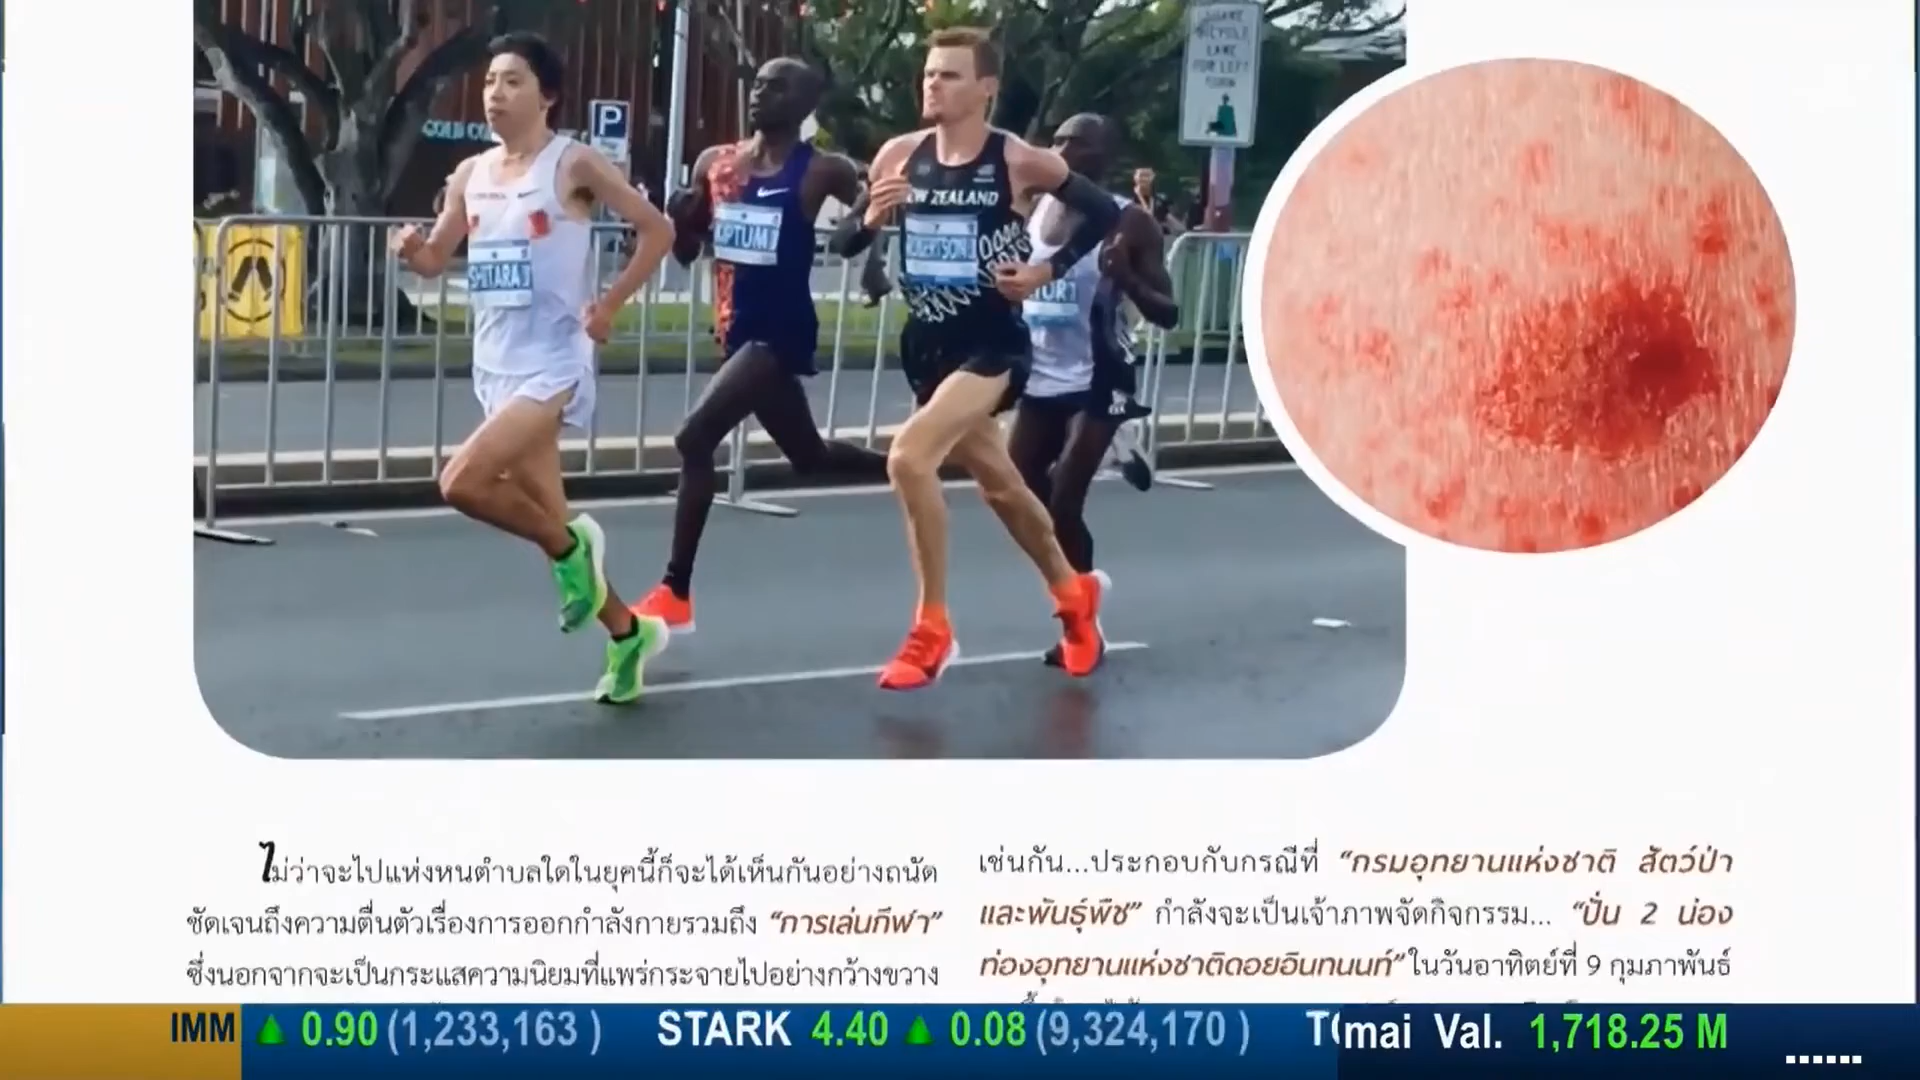 GOLD CO
P
SQUARE
BICYCLE
LANE
FOR LEFT
TURN
NEW ZEALAND
SHITARA
KIPTUM
ROBERTSON
ไม่ว่าจะไปแห่งหนตำบลใดในยุคนี้ก็จะได้เห็นกันอย่างถนัด
ชัดเจนถึงความตื่นตัวเรื่องการออกกำลังกายรวมถึง “การเล่นกีฬา”
ซึ่งนอกจากจะเป็นกระแสความนิยมที่แพร่กระจายไปอย่างกว้างขวาง
เช่นกัน...ประกอบกับกรณีที่ “กรมอุทยานแห่งชาติ สัตว์ป่า
และพันธุ์พืช” กำลังจะเป็นเจ้าภาพจัดกิจกรรม... “ปั่น 2 น่อง
ท่องอุทยานแห่งชาติดอยอินทนนท์” ในวันอาทิตย์ที่ 9 กุมภาพันธ์
IMM ▲ 0.90 (1,233,163 ) STARK 4.40 ▲ 0.08 (9,324,170 ) T mai Val. 1,718.25 M